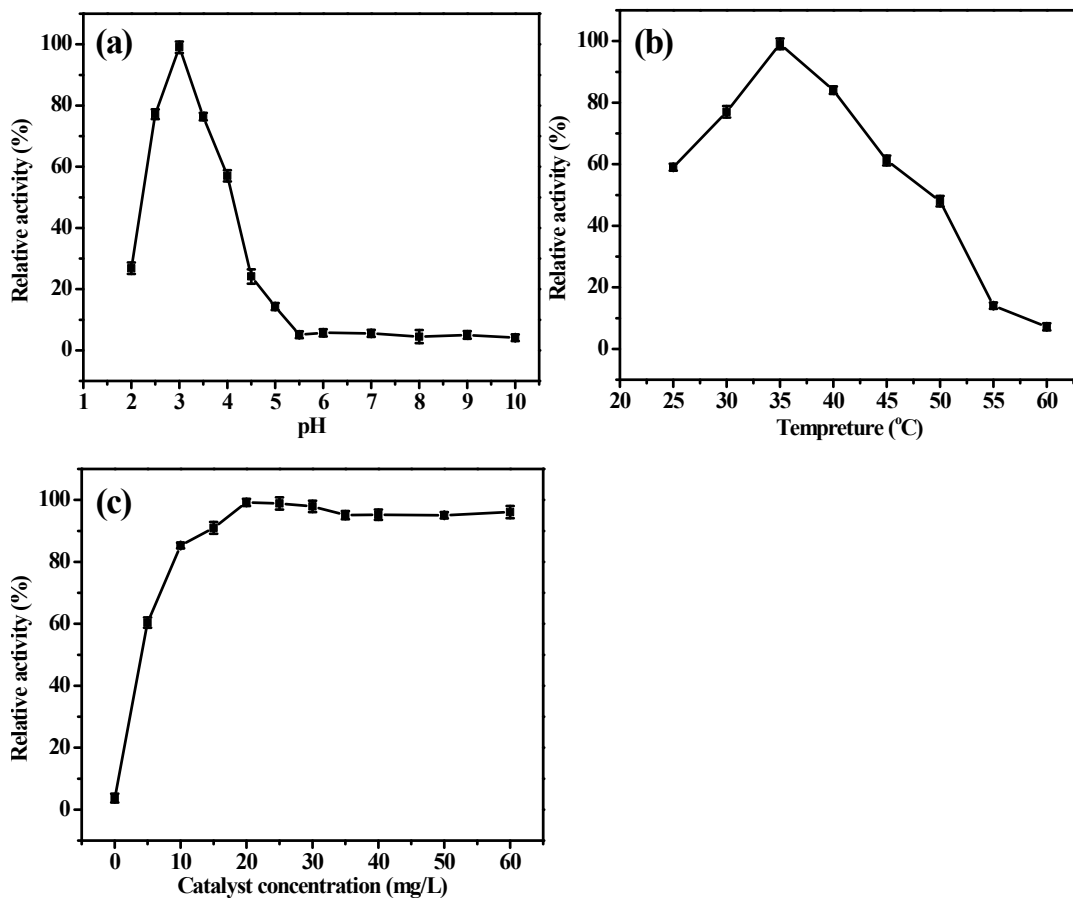 (a)
Relative activity (%)
100
80
60
40
20
0
1 2 3 4 5 6 7 8 9 10
pH
(b)
Relative activity (%)
100
80
60
40
20
0
20 25 30 35 40 45 50 55 60
Tempreture (°C)
(c)
Relative activity (%)
100
80
60
40
20
0
0 10 20 30 40 50 60
Catalyst concentration (mg/L)